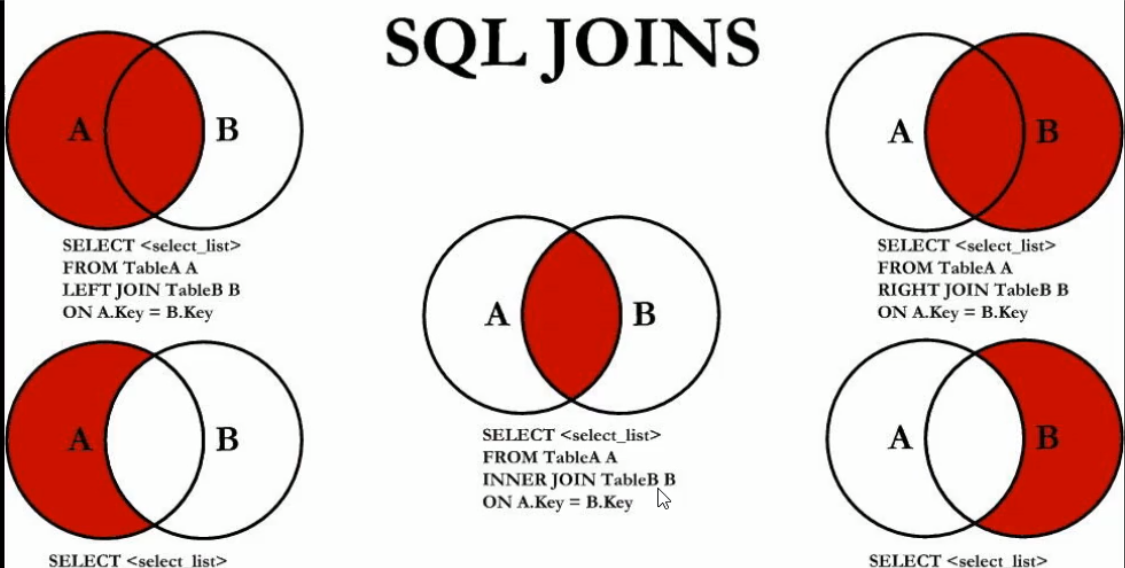 SQL JOINS
A B
SELECT <select_list>
FROM TableA A
LEFT JOIN TableB B
ON A.Key = B.Key
A B
SELECT <select_list>
FROM TableA A
RIGHT JOIN TableB B
ON A.Key = B.Key
A B
SELECT <select_list>
FROM TableA A
INNER JOIN TableB B
ON A.Key = B.Key
A B
SELECT <select_list>
A B
SELECT <select_list>